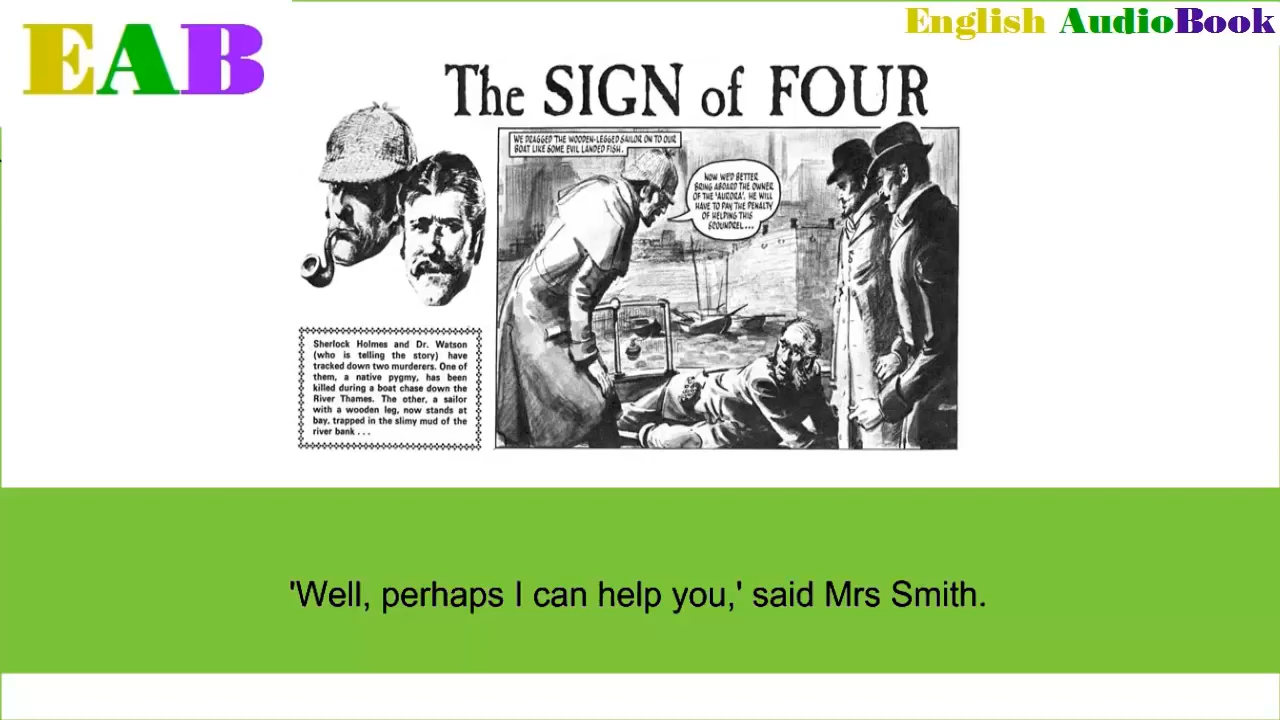 EAB
English AudioBook
The SIGN of FOUR
WE DRAGGED THE WOODEN-LEGGED SAILOR ON TO OUR
BOAT LIKE SOME EVIL LANDED FISH.
NOW WE'D BETTER
BRING ABOARD THE OWNER
OF THE 'AURORA'. HE WILL
HAVE TO PAY THE PENALTY
OF HELPING THIS
SCOUNDREL...
Sherlock Holmes and Dr. Watson
(who is telling the story) have
tracked down two murderers. One of
them, a native pygmy, has been
killed during a boat chase down the
River Thames. The other, a sailor
with a wooden leg, now stands at
bay, trapped in the slimy mud of the
river bank . . .
'Well, perhaps I can help you,' said Mrs Smith.